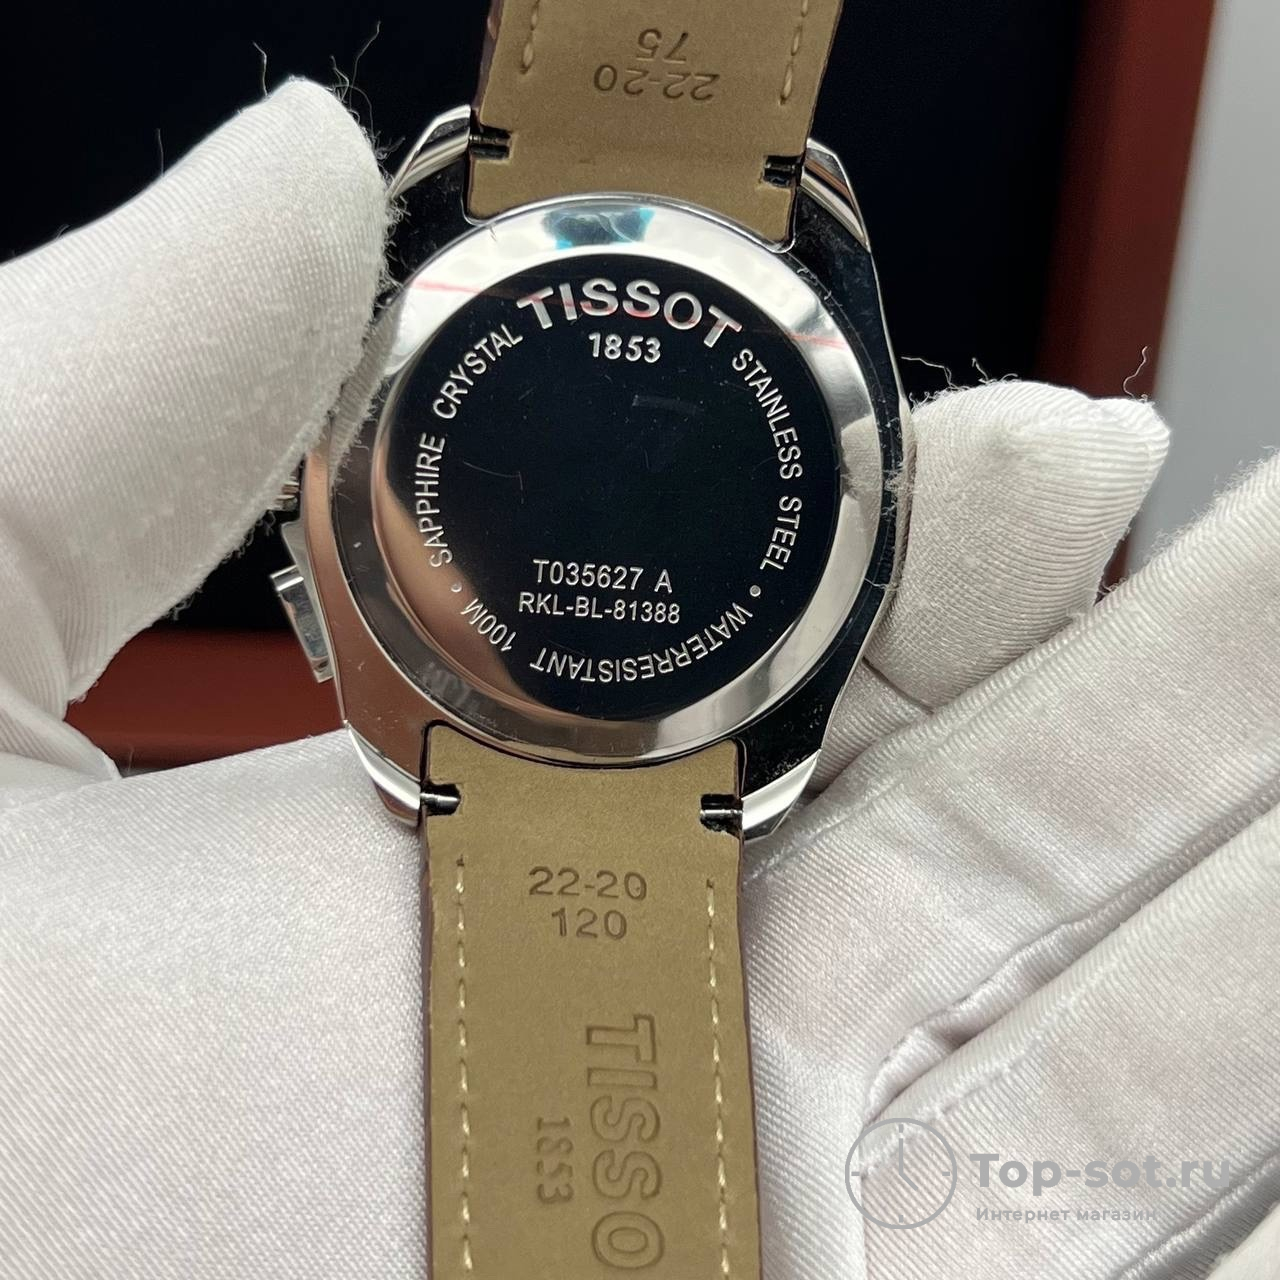 75
22-20
TISSOT
1853
SAPPHIRE CRYSTAL
STAINLESS STEEL
T035627 A
RKL-BL-81388
• WATERRESISTANT 100M •
22-20
120
TISSO
1853
Top-sat.ru
Интернет магазин